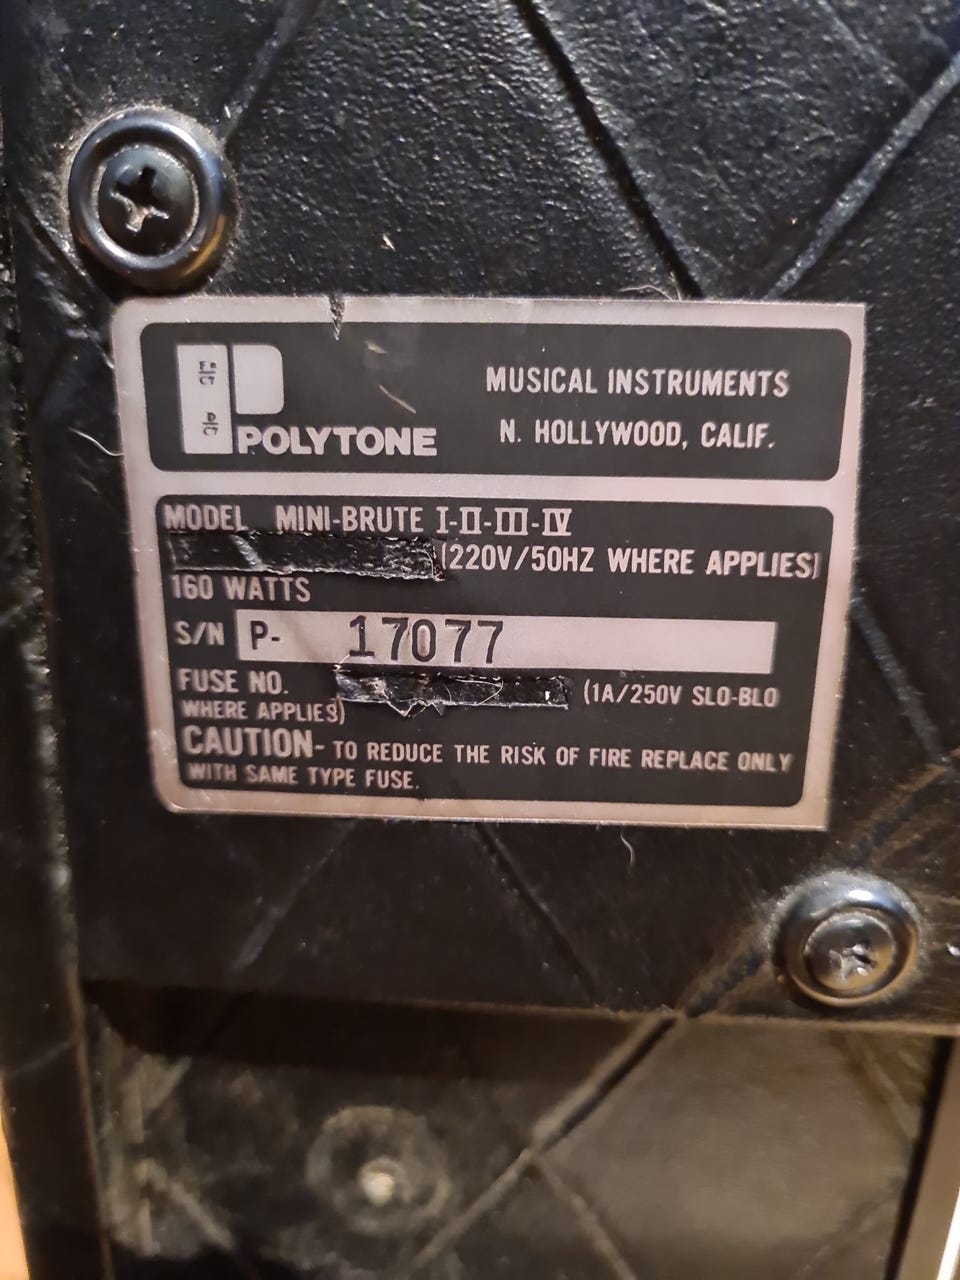 POLYTONE
MUSICAL INSTRUMENTS
N. HOLLYWOOD, CALIF.
MODEL MINI-BRUTE I-II-III-IV
(220V/50HZ WHERE APPLIES)
160 WATTS
S/N P- 17077
FUSE NO. (1A/250V SLO-BLO
WHERE APPLIES)
CAUTION- TO REDUCE THE RISK OF FIRE REPLACE ONLY
WITH SAME TYPE FUSE.